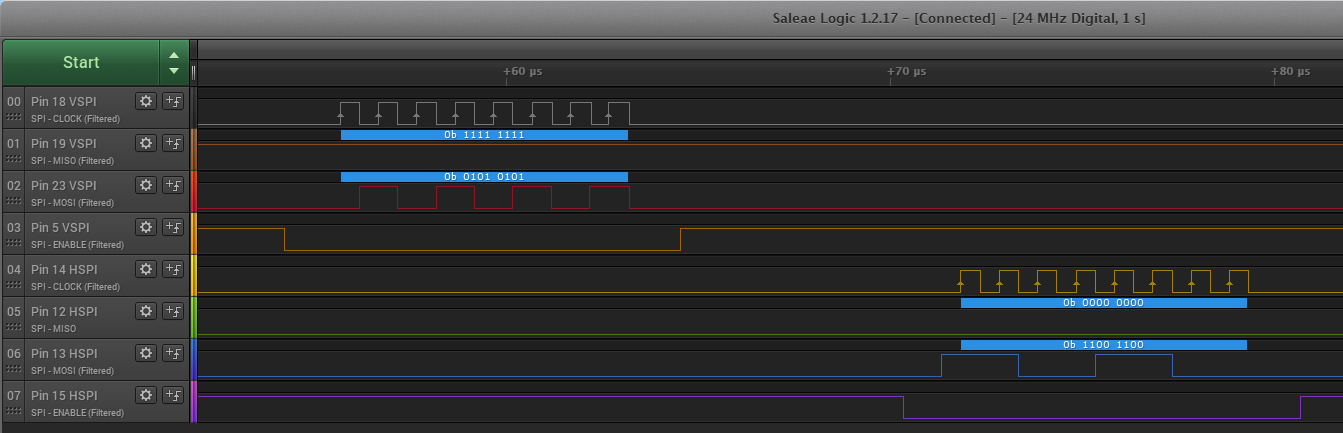 Saleae Logic 1.2.17 - [Connected] - [24 MHz Digital, 1 s]
Start
+60 µs
+70 µs
+80 µs
00 Pin 18 VSPI
SPI - CLOCK (Filtered)
0b 1111 1111
01 Pin 19 VSPI
SPI - MISO (Filtered)
0b 0101 0101
02 Pin 23 VSPI
SPI - MOSI (Filtered)
03 Pin 5 VSPI
SPI - ENABLE (Filtered)
04 Pin 14 HSPI
SPI - CLOCK (Filtered)
0b 0000 0000
05 Pin 12 HSPI
SPI - MISO
0b 1100 1100
06 Pin 13 HSPI
SPI - MOSI (Filtered)
07 Pin 15 HSPI
SPI - ENABLE (Filtered)